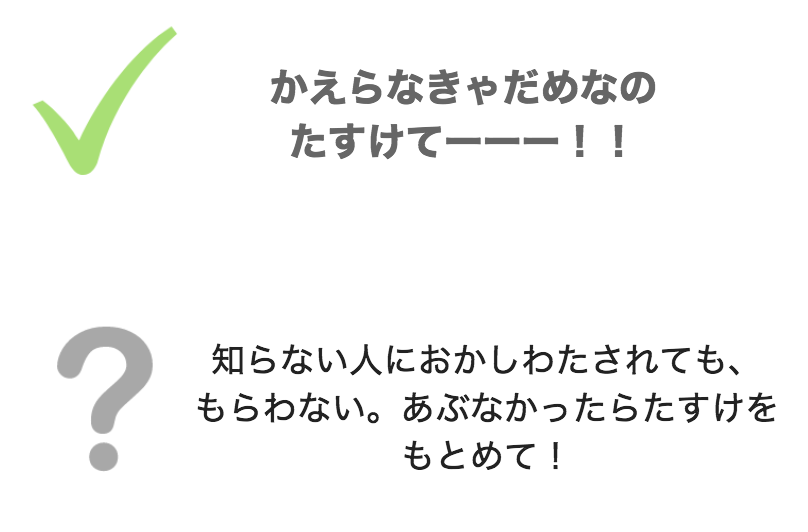 かえらなきゃだめなの
たすけてーーー！！
知らない人におかしわたされても、
もらわない。あぶなかったらたすけを
もとめて！